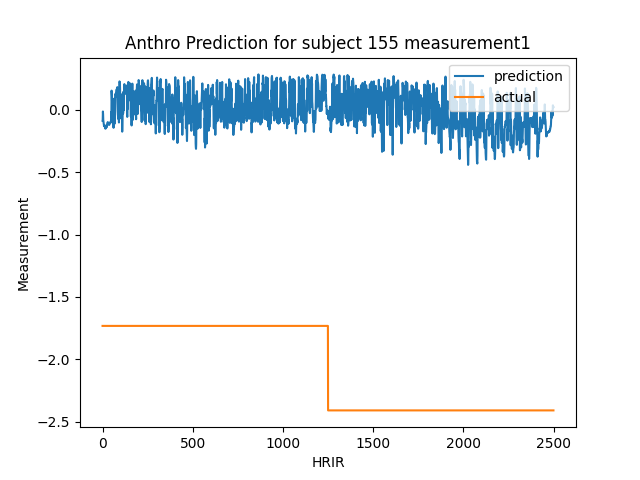 Anthro Prediction for subject 155 measurement1
prediction
actual
0.0
−0.5
−1.0
−1.5
−2.0
−2.5
Measurement
0 500 1000 1500 2000 2500
HRIR